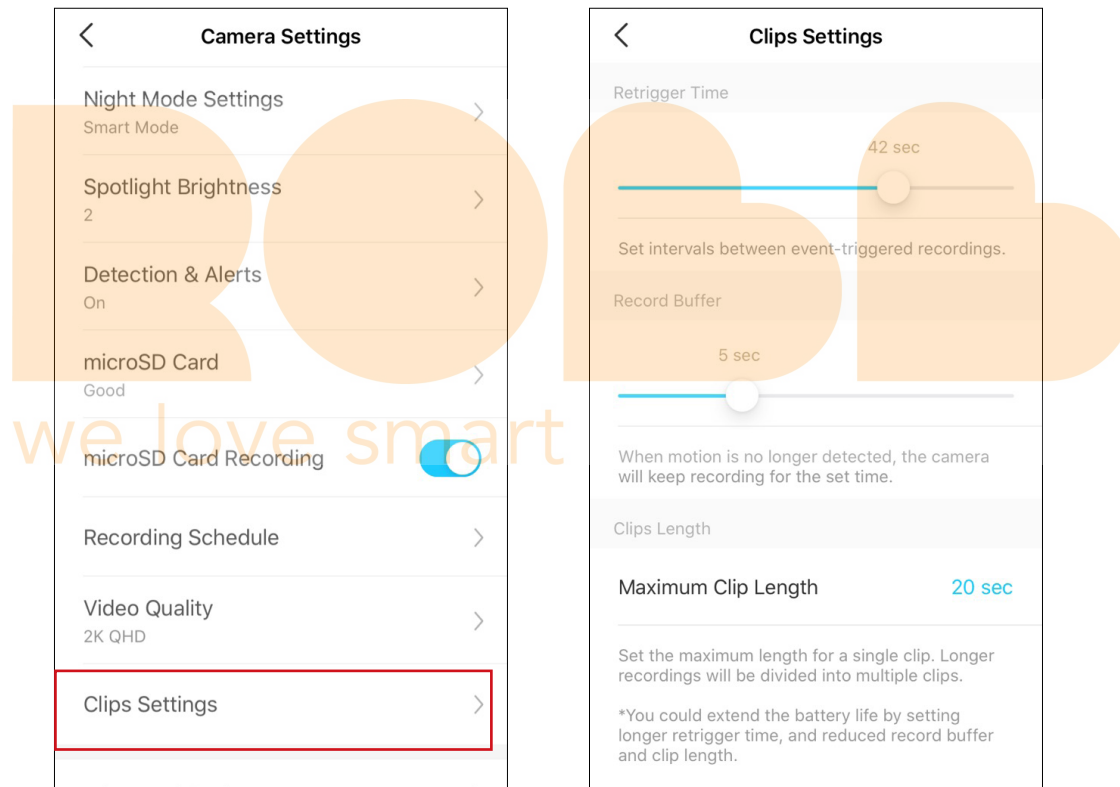 Camera Settings
Night Mode Settings
Smart Mode
Spotlight Brightness
2
Detection & Alerts
On
microSD Card
Good
microSD Card Recording
Recording Schedule
Video Quality
2K QHD
Clips Settings
Clips Settings
Retrigger Time
42 sec
Set intervals between event-triggered recordings.
Record Buffer
5 sec
When motion is no longer detected, the camera
will keep recording for the set time.
Clips Length
Maximum Clip Length 20 sec
Set the maximum length for a single clip. Longer
recordings will be divided into multiple clips.
*You could extend the battery life by setting
longer retrigger time, and reduced record buffer
and clip length.
ROBB
we love smart